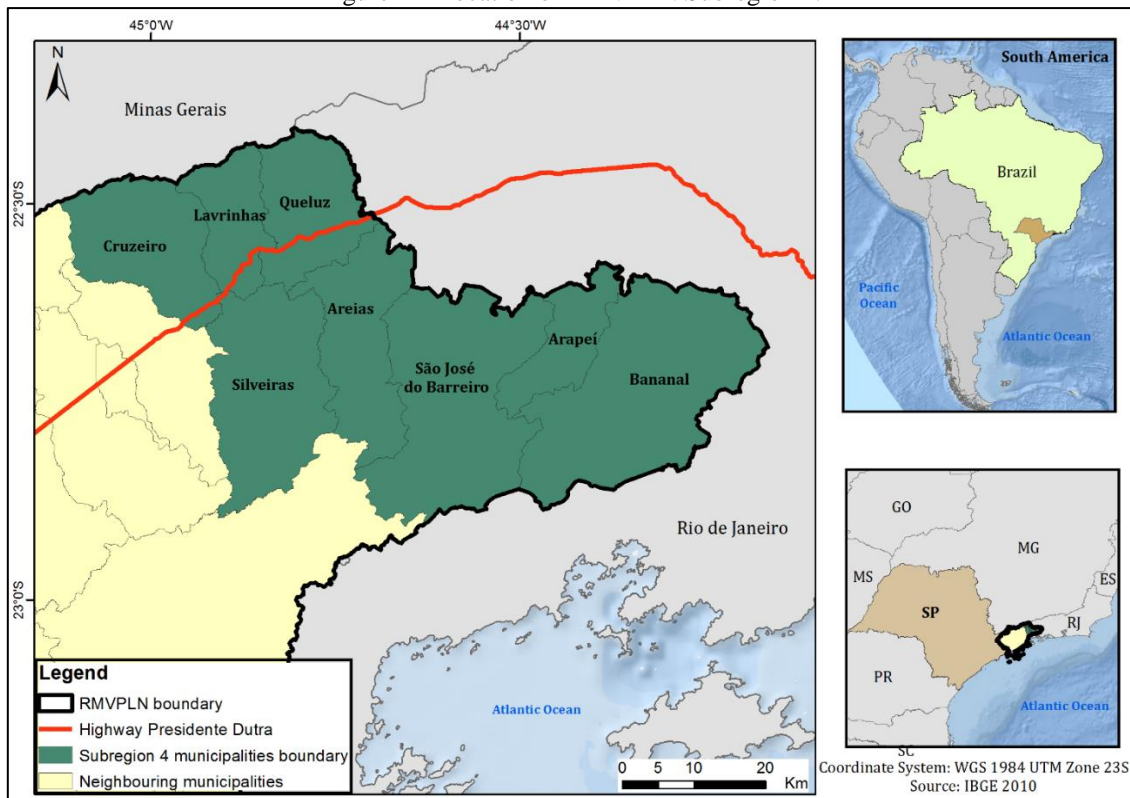 45°0'W
44°30'W
N
Minas Gerais
22°30'S
Queluz
Lavrinhas
Cruzeiro
Areias
Arapeí
São José
do Barreiro
Bananal
Silveiras
Rio de Janeiro
23°0'S
Atlantic Ocean
Legend
RMVPLN boundary
Highway Presidente Dutra
Subregion 4 municipalities boundary
Neighbouring municipalities
0 5 10 20
Km
South America
Brazil
Pacific
Ocean
Atlantic Ocean
GO
MG
MS
ES
SP
RJ
PR
Atlantic Ocean
SC
Coordinate System: WGS 1984 UTM Zone 23S
Source: IBGE 2010